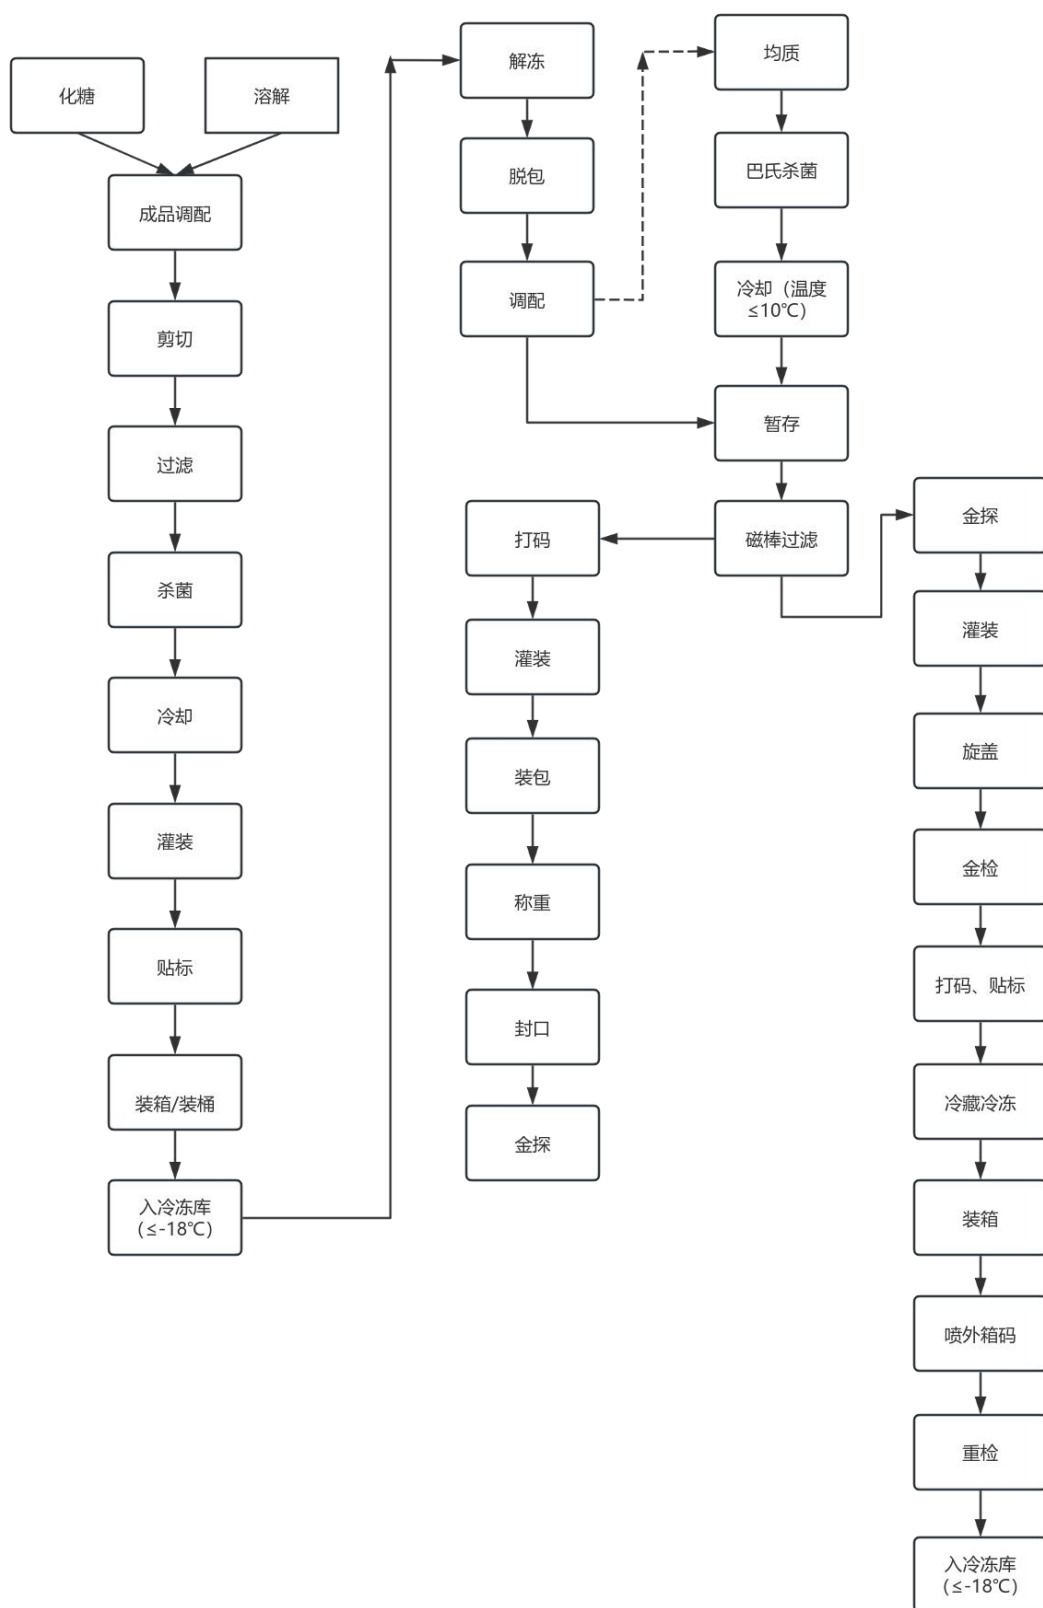 化糖
溶解
成品调配
剪切
过滤
杀菌
冷却
灌装
贴标
装箱/装桶
入冷冻库
(≤-18℃)
解冻
脱包
调配
均质
巴氏杀菌
冷却（温度
≤10℃）
暂存
磁棒过滤
打码
灌装
装包
称重
封口
金探
金探
灌装
旋盖
金检
打码、贴标
冷藏冷冻
装箱
喷外箱码
重检
入冷冻库
(≤-18℃)